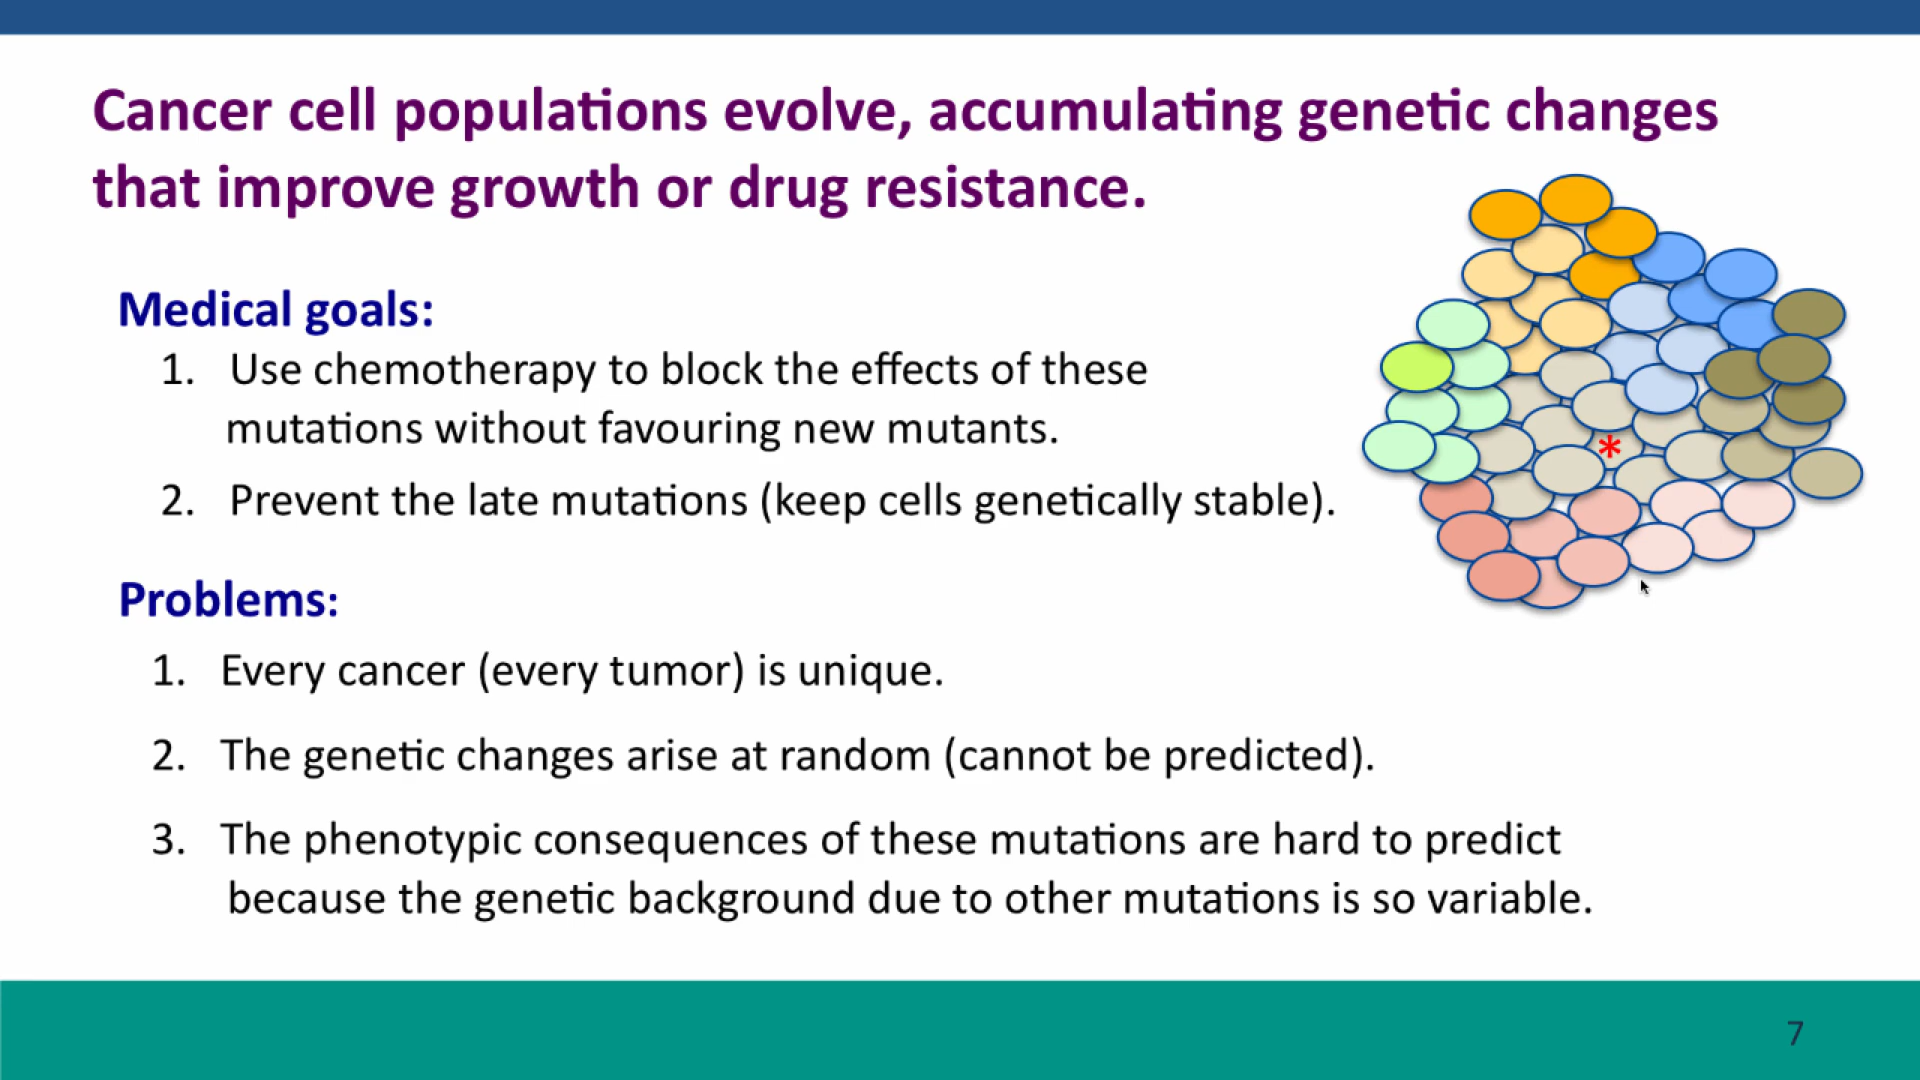 Cancer cell populations evolve, accumulating genetic changes
that improve growth or drug resistance.
Medical goals:
1. Use chemotherapy to block the effects of these
mutations without favouring new mutants.
2. Prevent the late mutations (keep cells genetically stable).
*
Problems:
1. Every cancer (every tumor) is unique.
2. The genetic changes arise at random (cannot be predicted).
3. The phenotypic consequences of these mutations are hard to predict
because the genetic background due to other mutations is so variable.
7